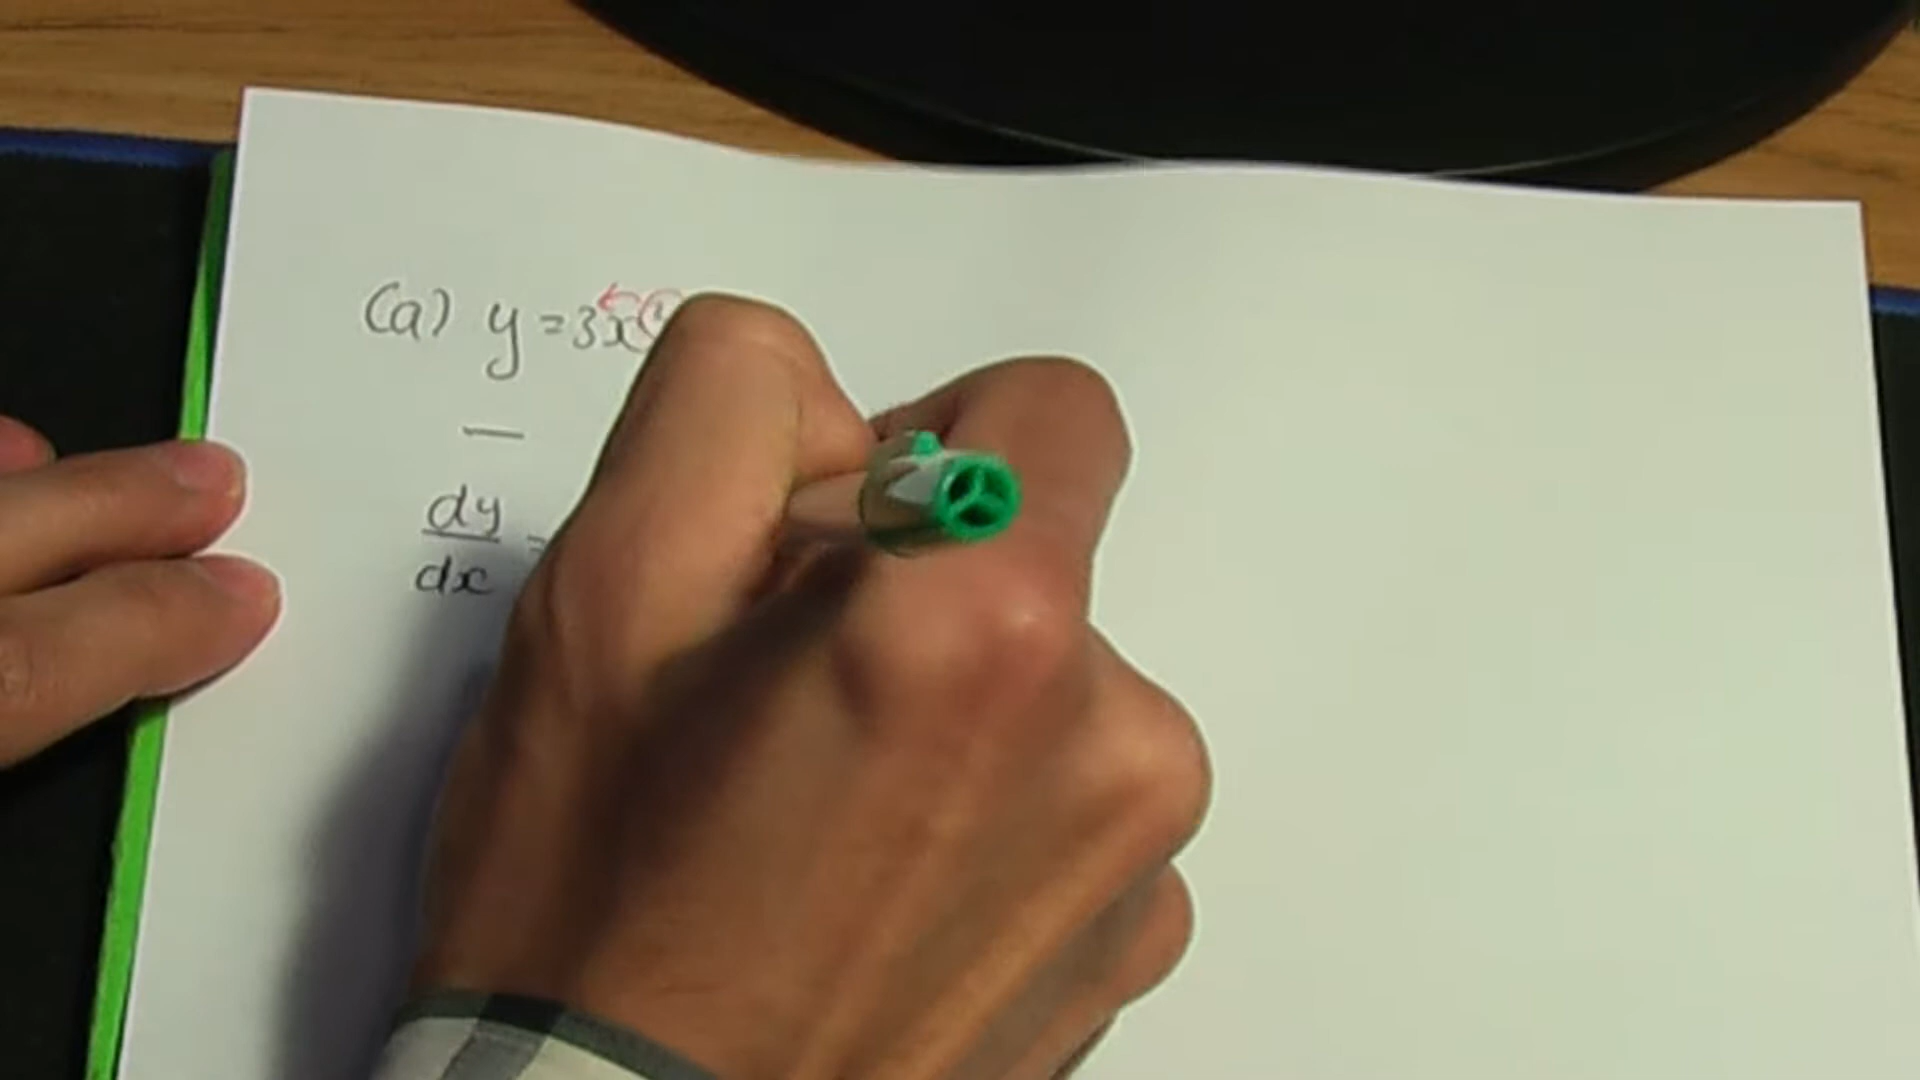 (a) y = 3x
—
dy
dx =